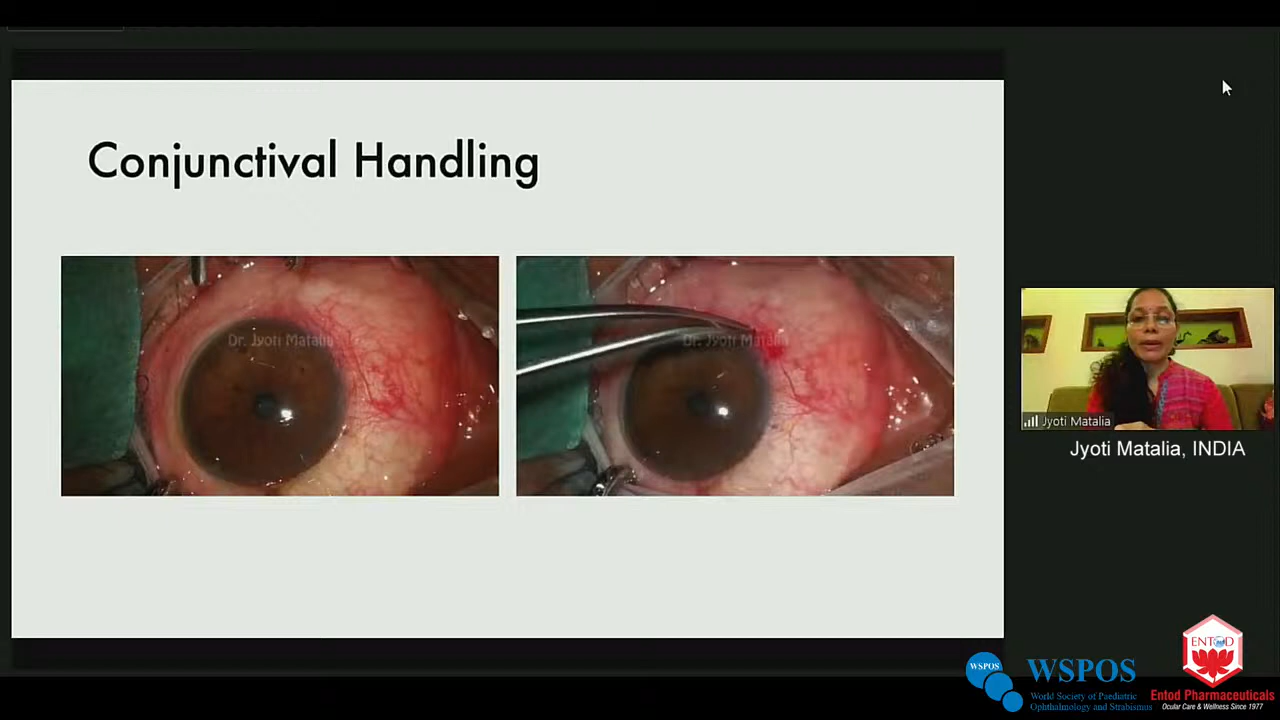 Conjunctival Handling
Dr. Jyoti Matalia
Dr. Jyoti Matalia
Jyoti Matalia
Jyoti Matalia, INDIA
WSPOS
WSPOS
World Society of Paediatric
Ophthalmology and Strabismus
ENTOD
Entod Pharmaceuticals
Ocular Care & Wellness Since 1977